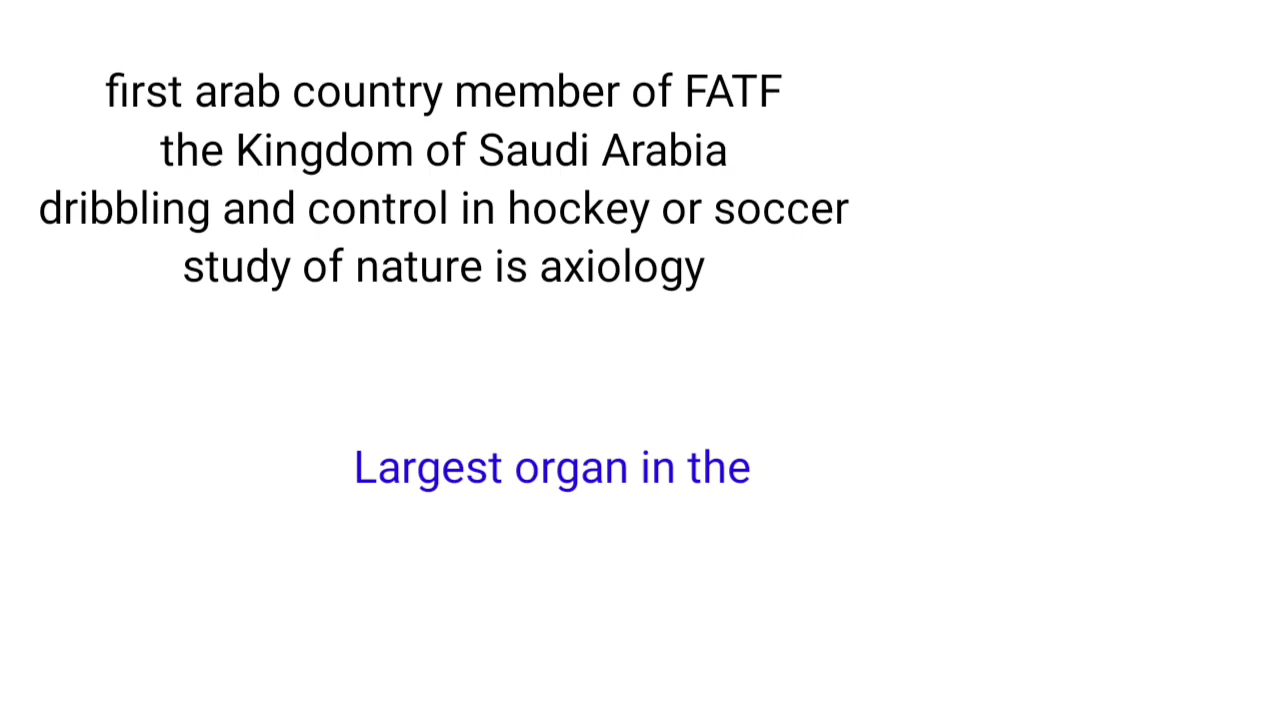 first arab country member of FATF
the Kingdom of Saudi Arabia
dribbling and control in hockey or soccer
study of nature is axiology
Largest organ in the